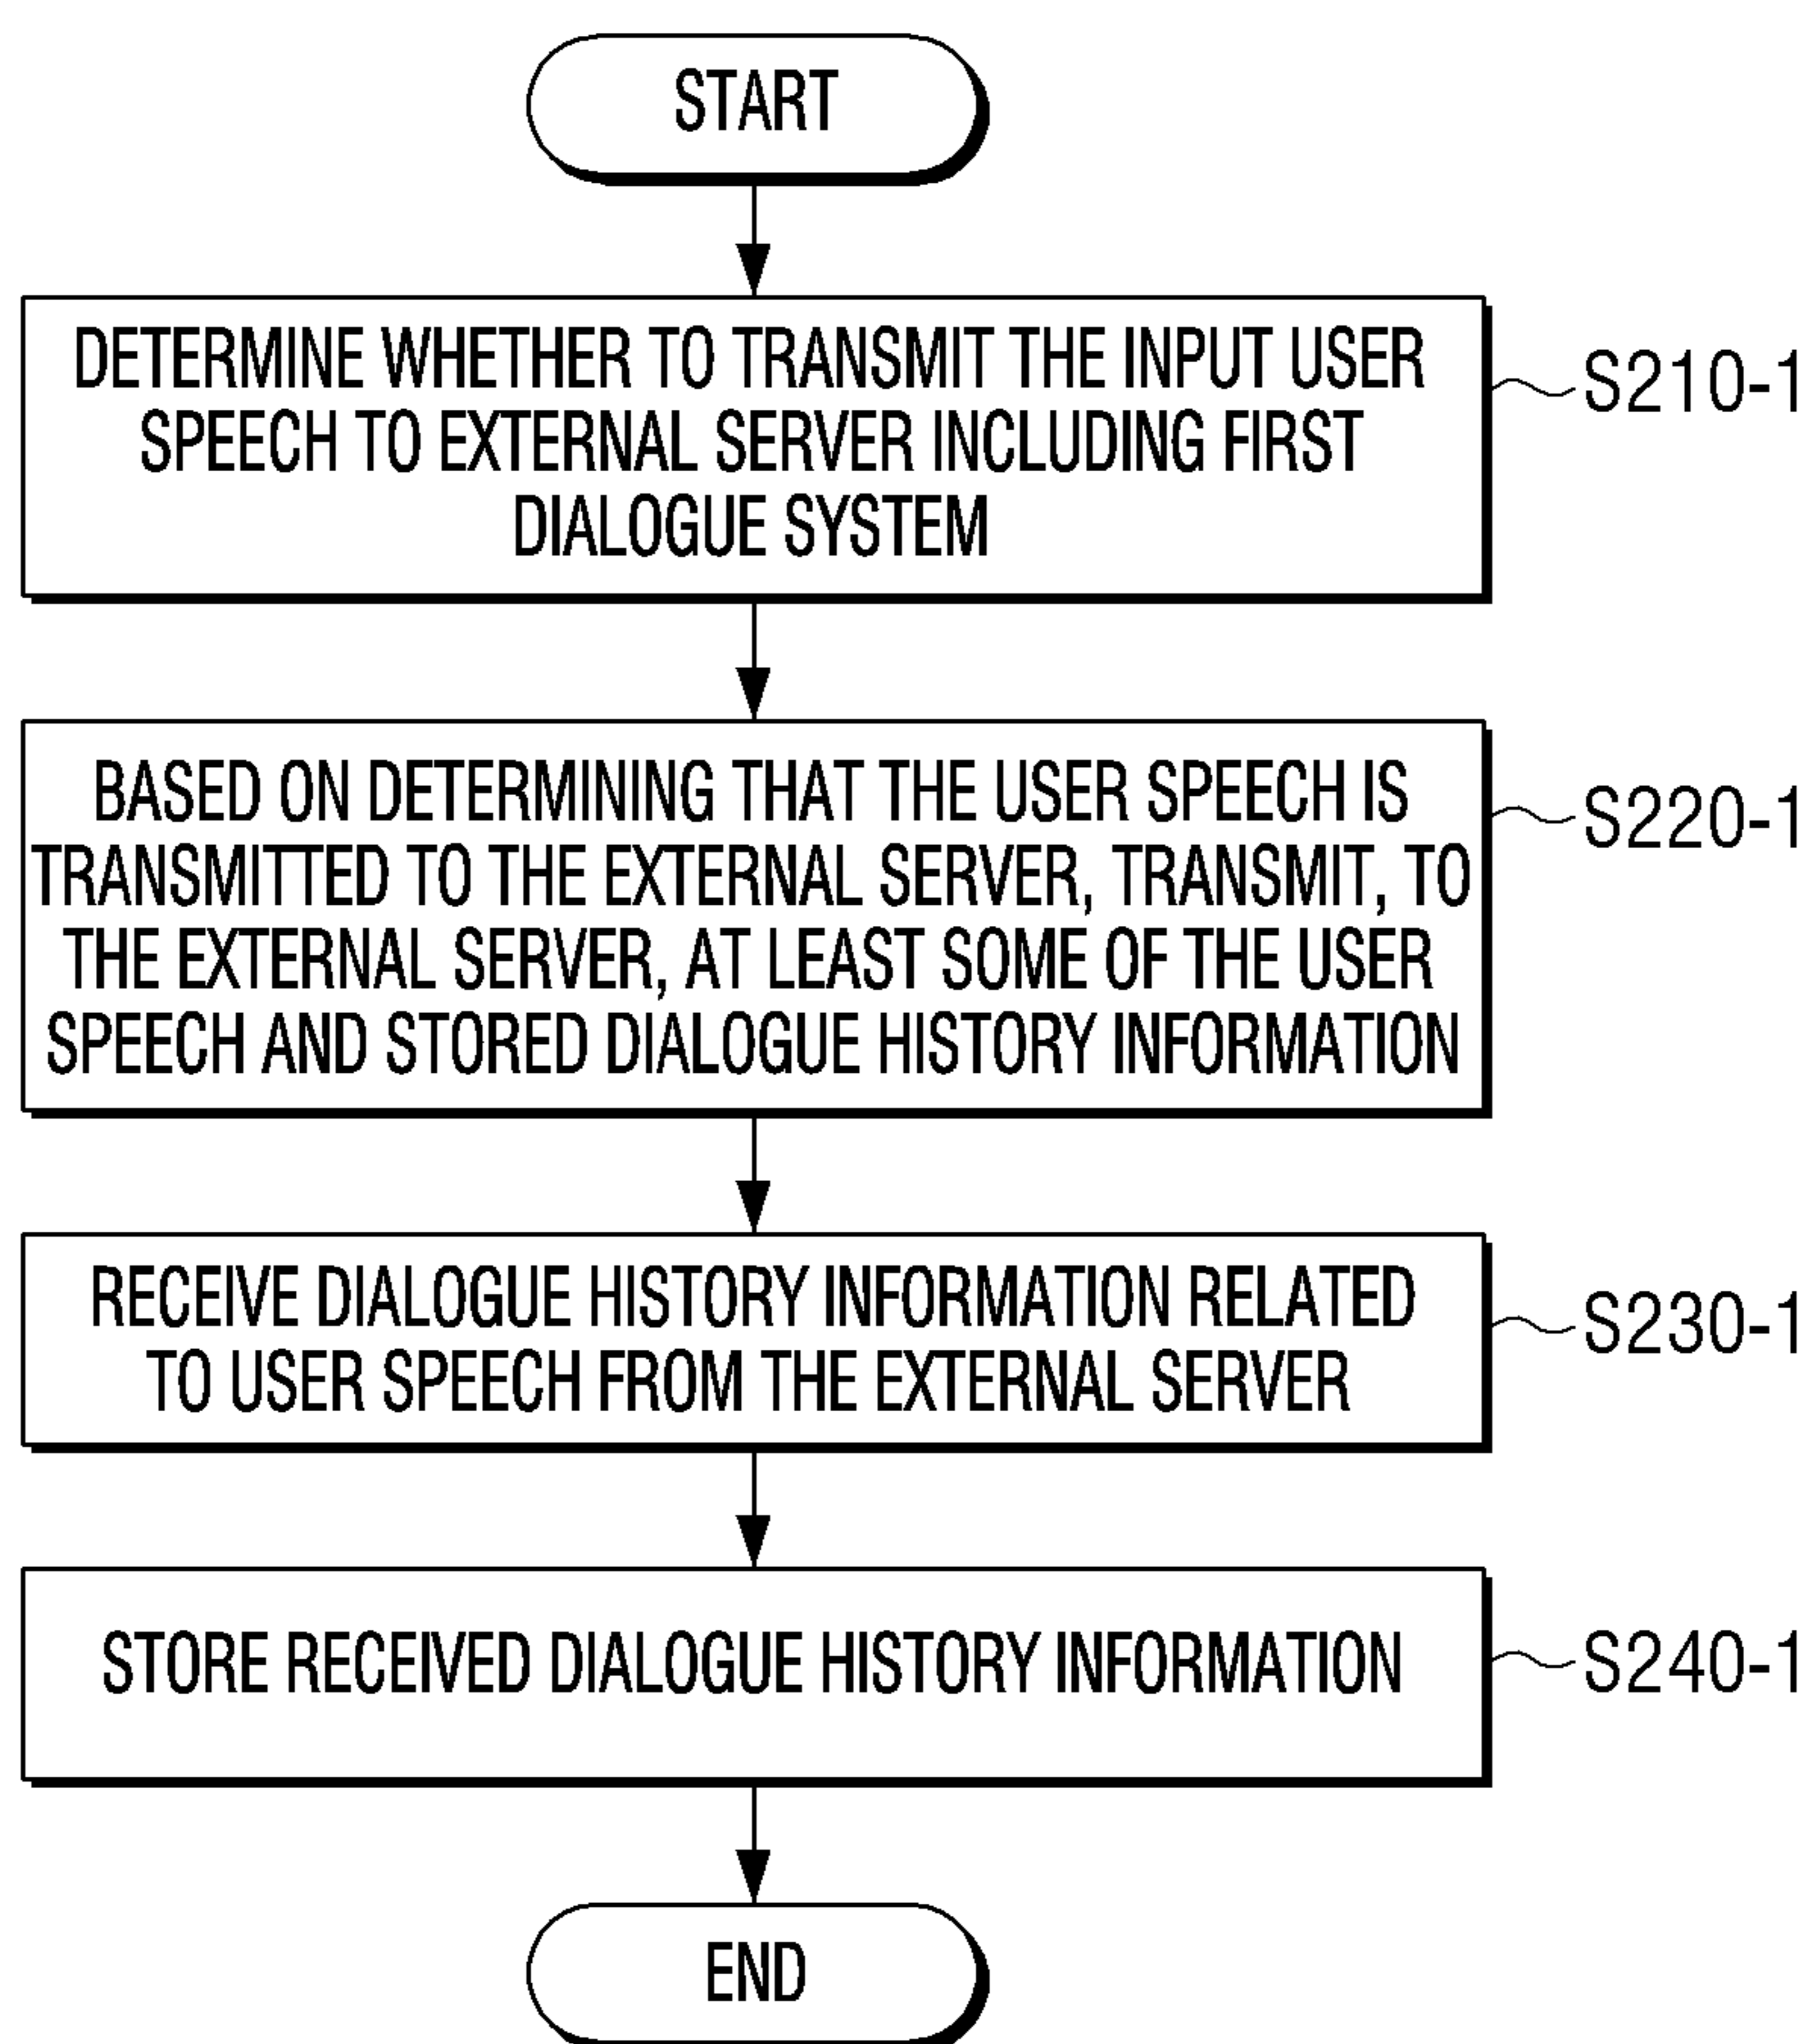 START
DETERMINE WHETHER TO TRANSMIT THE INPUT USER
SPEECH TO EXTERNAL SERVER INCLUDING FIRST
DIALOGUE SYSTEM
S210-1
BASED ON DETERMINING THAT THE USER SPEECH IS
TRANSMITTED TO THE EXTERNAL SERVER, TRANSMIT, TO
THE EXTERNAL SERVER, AT LEAST SOME OF THE USER
SPEECH AND STORED DIALOGUE HISTORY INFORMATION
S220-1
RECEIVE DIALOGUE HISTORY INFORMATION RELATED
TO USER SPEECH FROM THE EXTERNAL SERVER
S230-1
STORE RECEIVED DIALOGUE HISTORY INFORMATION
S240-1
END